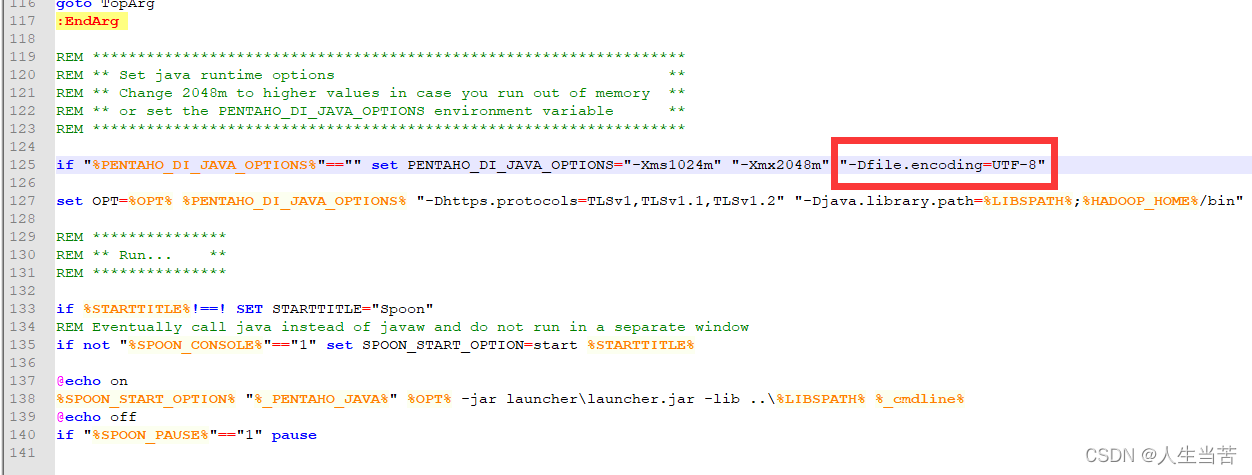 116 goto TopArg
117 :EndArg
118
119 REM *****************************************************************
120 REM ** Set java runtime options                                     **
121 REM ** Change 2048m to higher values in case you run out of memory  **
122 REM ** or set the PENTAHO_DI_JAVA_OPTIONS environment variable      **
123 REM *****************************************************************
124
125 if "%PENTAHO_DI_JAVA_OPTIONS%"=="" set PENTAHO_DI_JAVA_OPTIONS="-Xms1024m" "-Xmx2048m" "-Dfile.encoding=UTF-8"
126
127 set OPT=%OPT% %PENTAHO_DI_JAVA_OPTIONS% "-Dhttps.protocols=TLSv1,TLSv1.1,TLSv1.2" "-Djava.library.path=%LIBSPATH%;%HADOOP_HOME%/bin"
128
129 REM ***************
130 REM ** Run...    **
131 REM ***************
132
133 if %STARTTITLE%!==! SET STARTTITLE="Spoon"
134 REM Eventually call java instead of javaw and do not run in a separate window
135 if not "%SPOON_CONSOLE%"=="1" set SPOON_START_OPTION=start %STARTTITLE%
136
137 @echo on
138 %SPOON_START_OPTION% "%_PENTAHO_JAVA%" %OPT% -jar launcher\launcher.jar -lib ..\%LIBSPATH% %_cmdline%
139 @echo off
140 if "%SPOON_PAUSE%"=="1" pause
141
CSDN @人生当苦